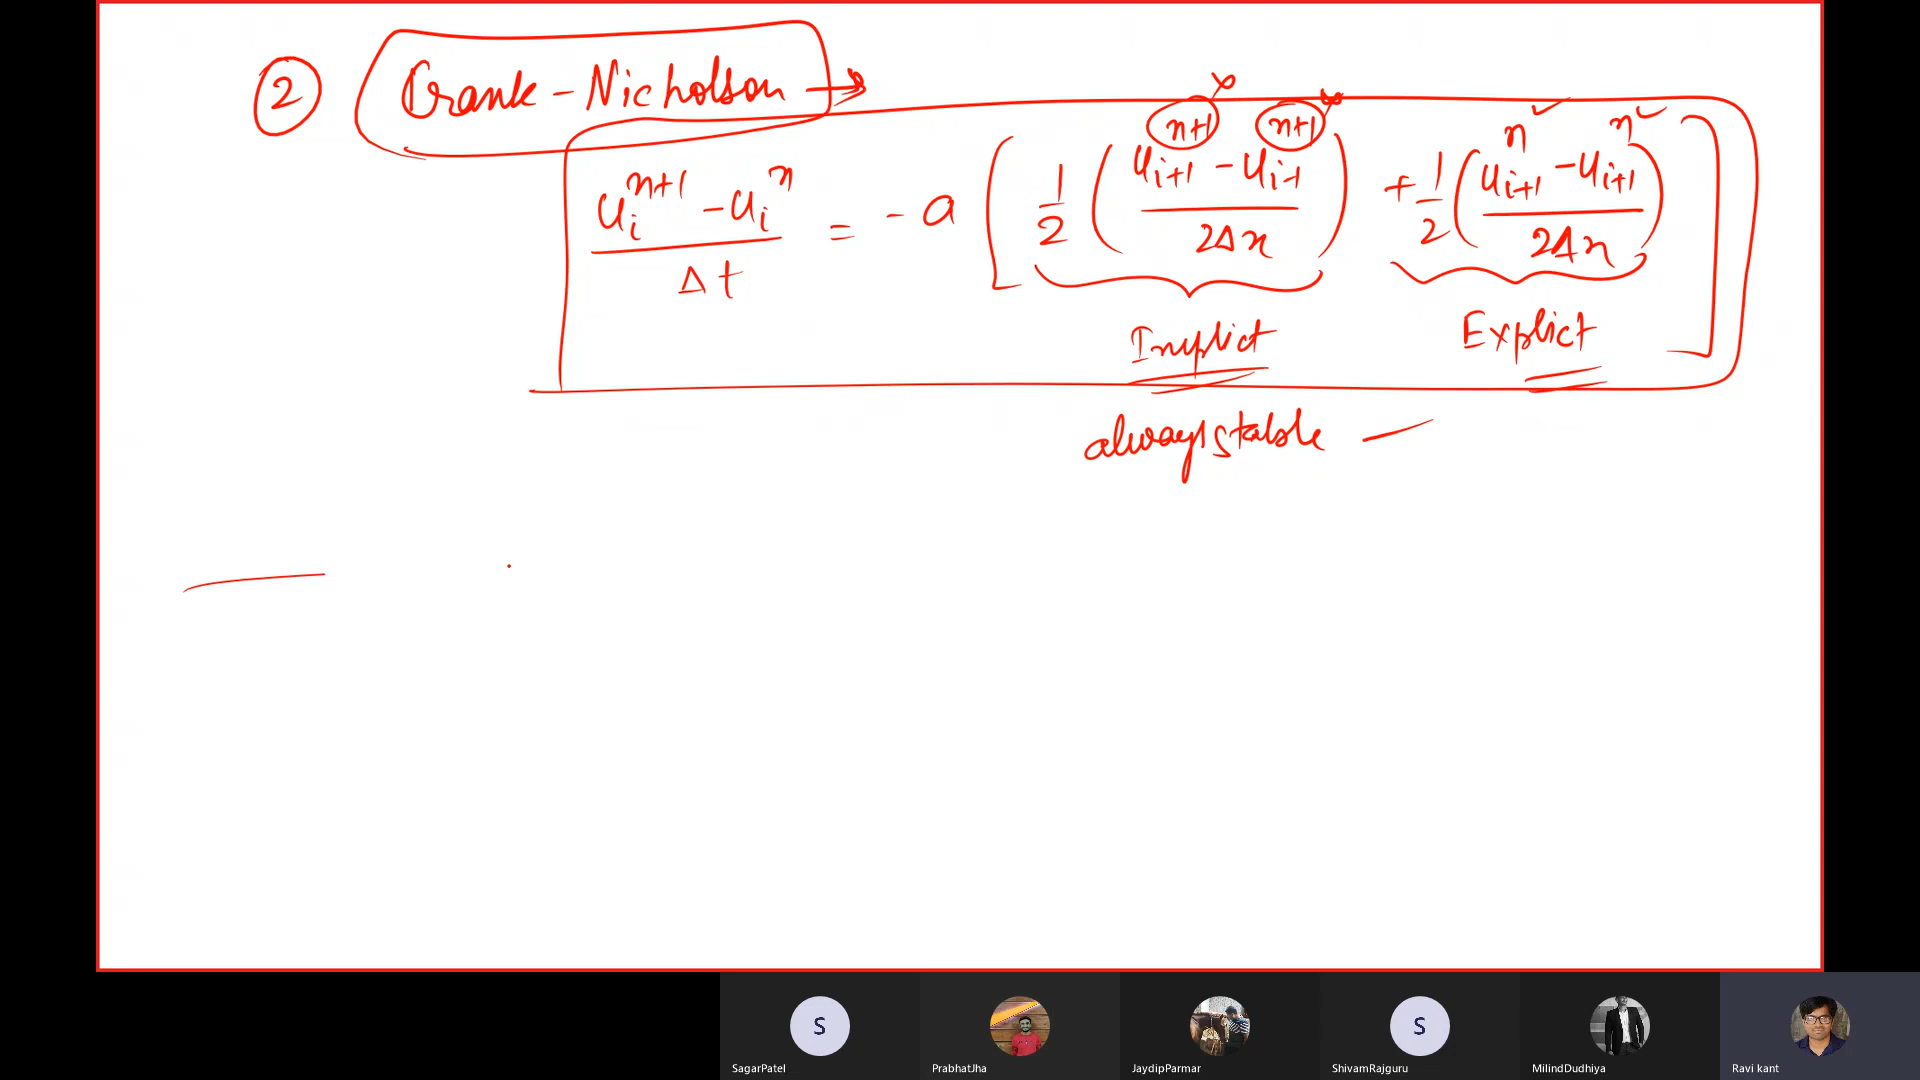 ② Crank-Nicholson →
(u_i^{n+1} - u_i^n)/Δt = -a [ 1/2 ( (u_{i+1}^{n+1} - u_{i-1}^{n+1})/2Δx ) + 1/2 ( (u_{i+1}^n - u_{i+1}^n)/2Δx ) ]
Implict Explict
always stable -
S S
SagarPatel PrabhatJha JaydipParmar ShivamRajguru MilindDudhiya Ravi kant